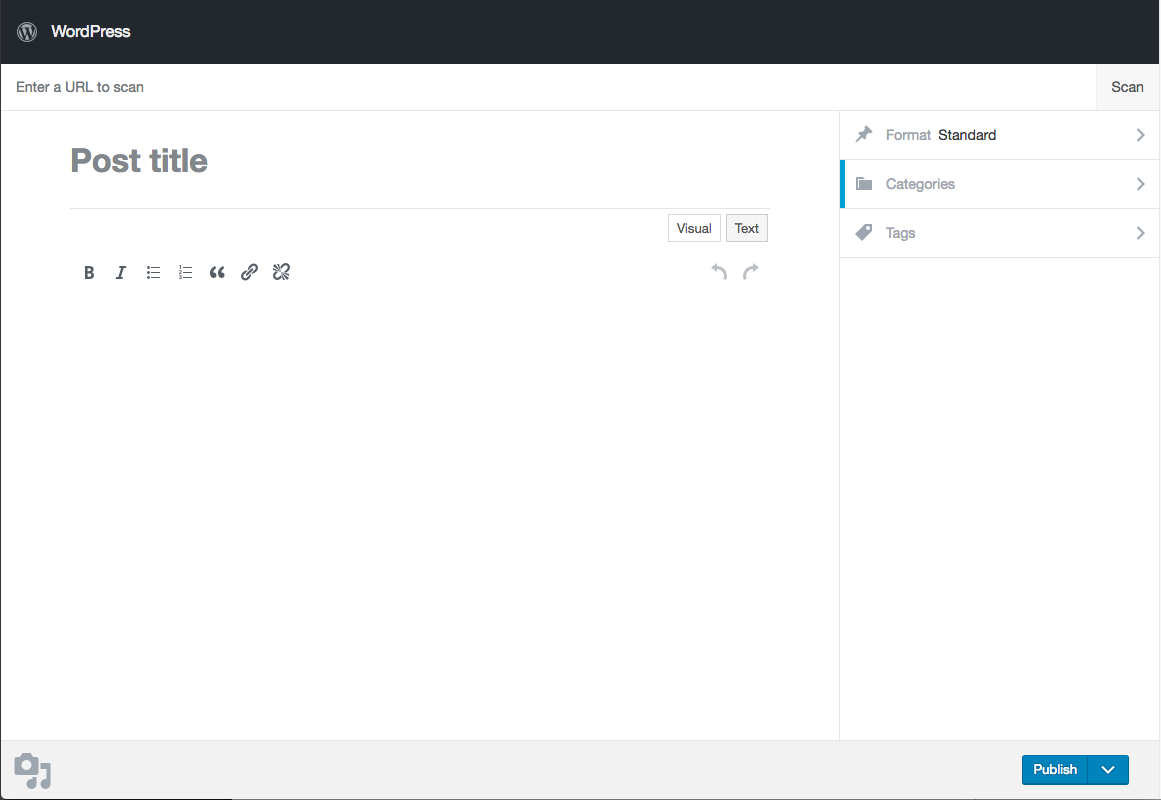 WordPress
Enter a URL to scan
Scan
Post title
Visual
Text
Format Standard
Categories
Tags
Publish